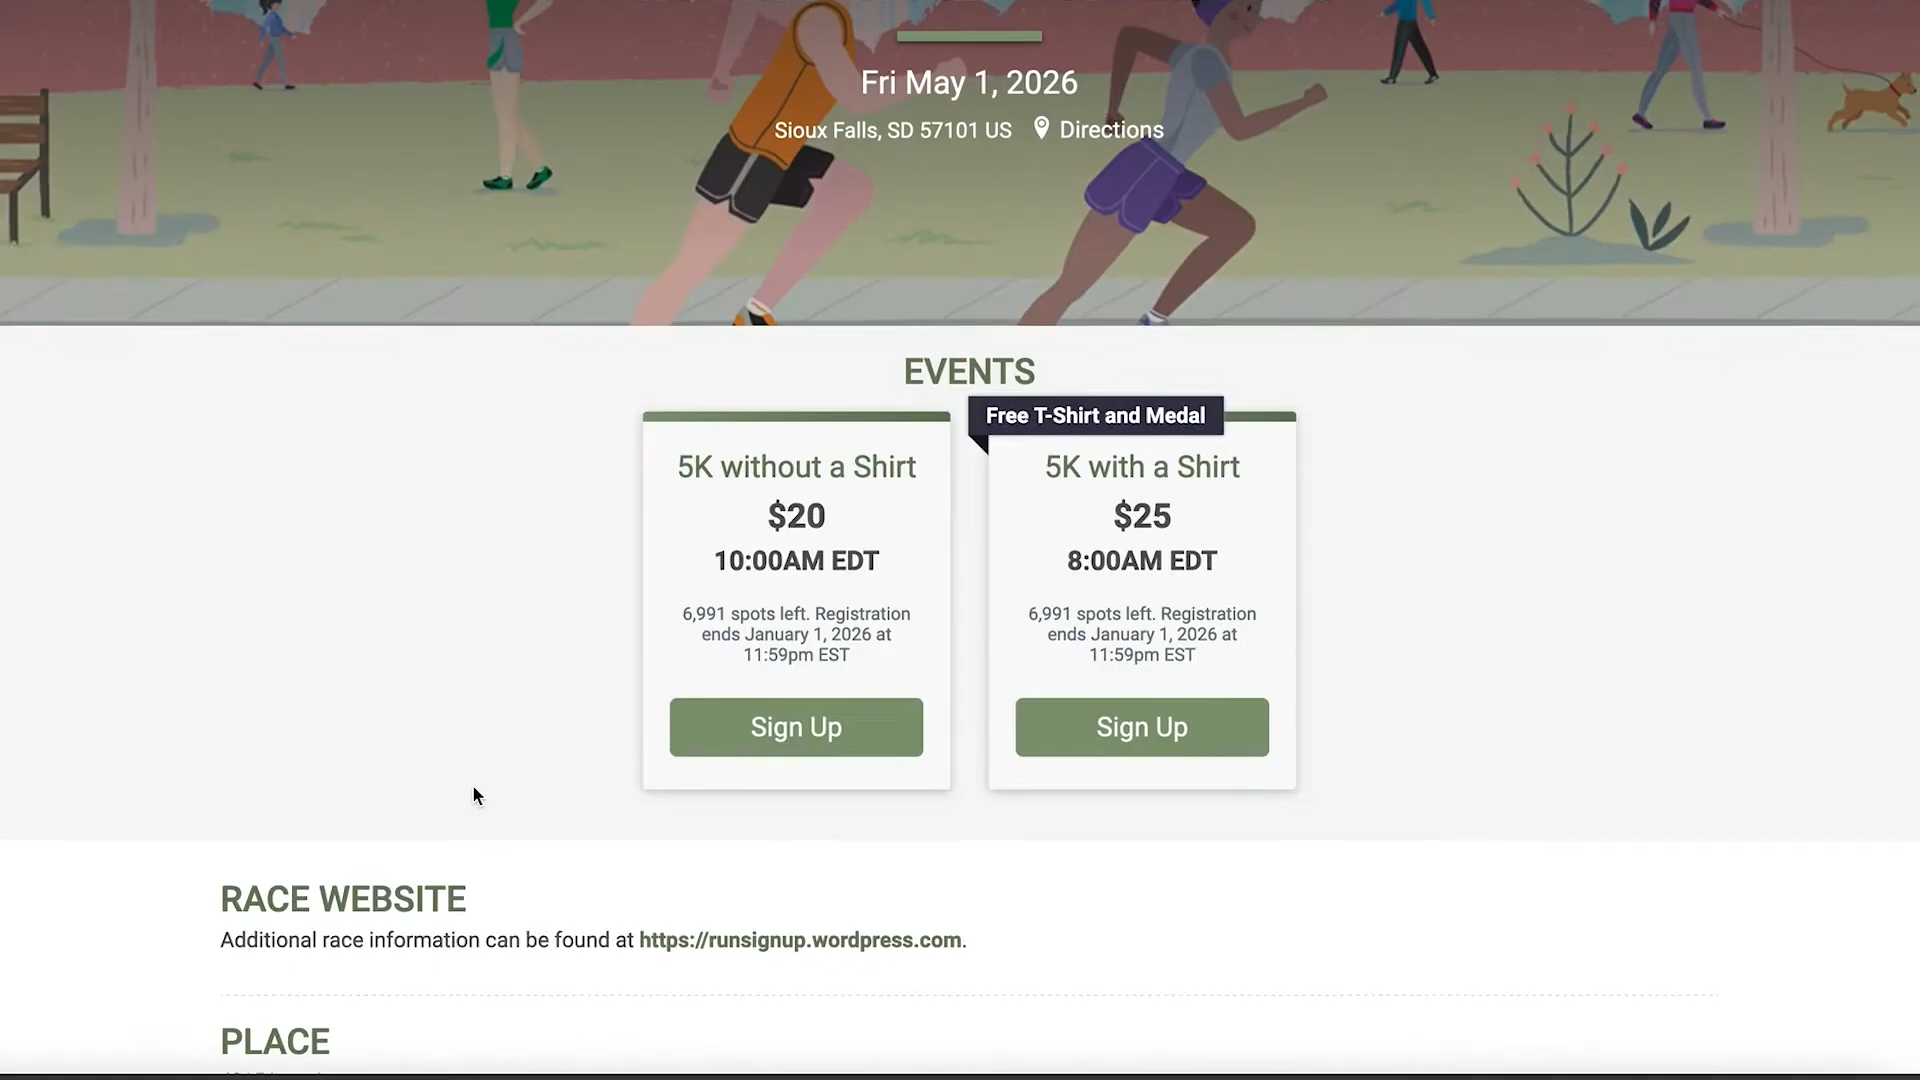 Fri May 1, 2026
Sioux Falls, SD 57101 US Directions
EVENTS
5K without a Shirt
$20
10:00AM EDT
6,991 spots left. Registration
ends January 1, 2026 at
11:59pm EST
Sign Up
Free T-Shirt and Medal
5K with a Shirt
$25
8:00AM EDT
6,991 spots left. Registration
ends January 1, 2026 at
11:59pm EST
Sign Up
RACE WEBSITE
Additional race information can be found at https://runsignup.wordpress.com.
PLACE